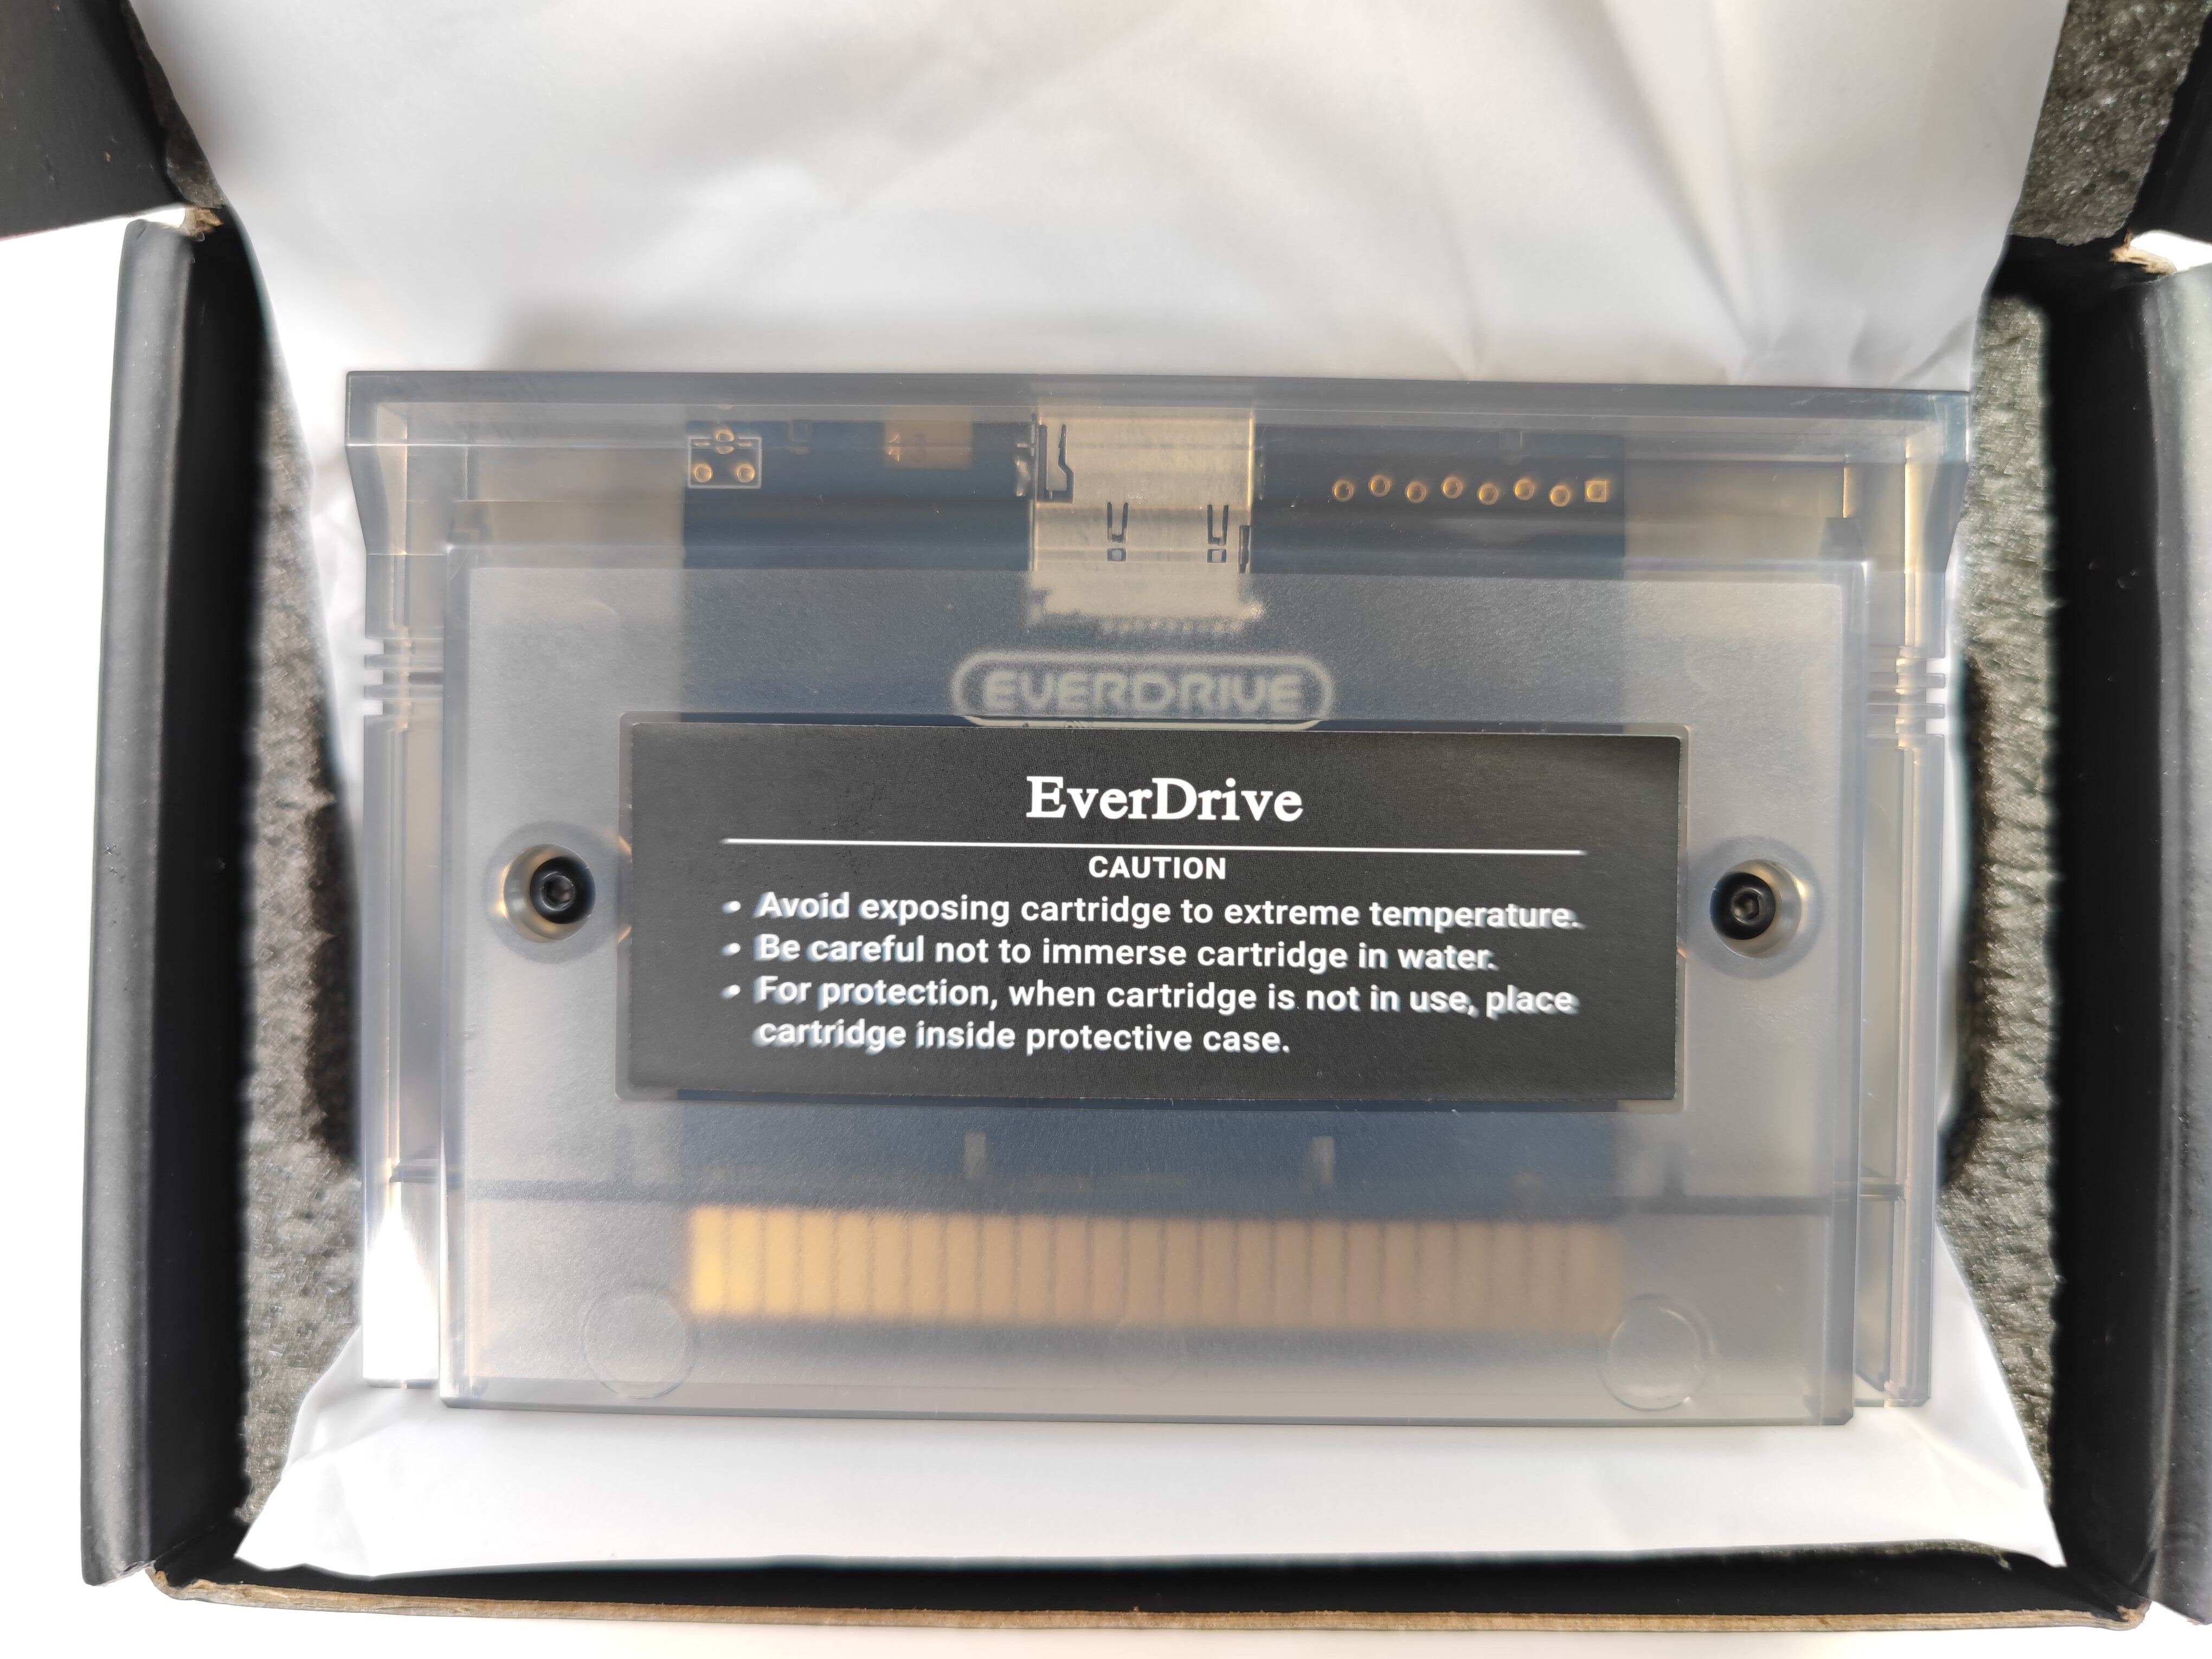 EVERDRIVE
EverDrive
CAUTION
• Avoid exposing cartridge to extreme temperature.
• Be careful not to immerse cartridge in water.
• For protection, when cartridge is not in use, place
cartridge inside protective case.